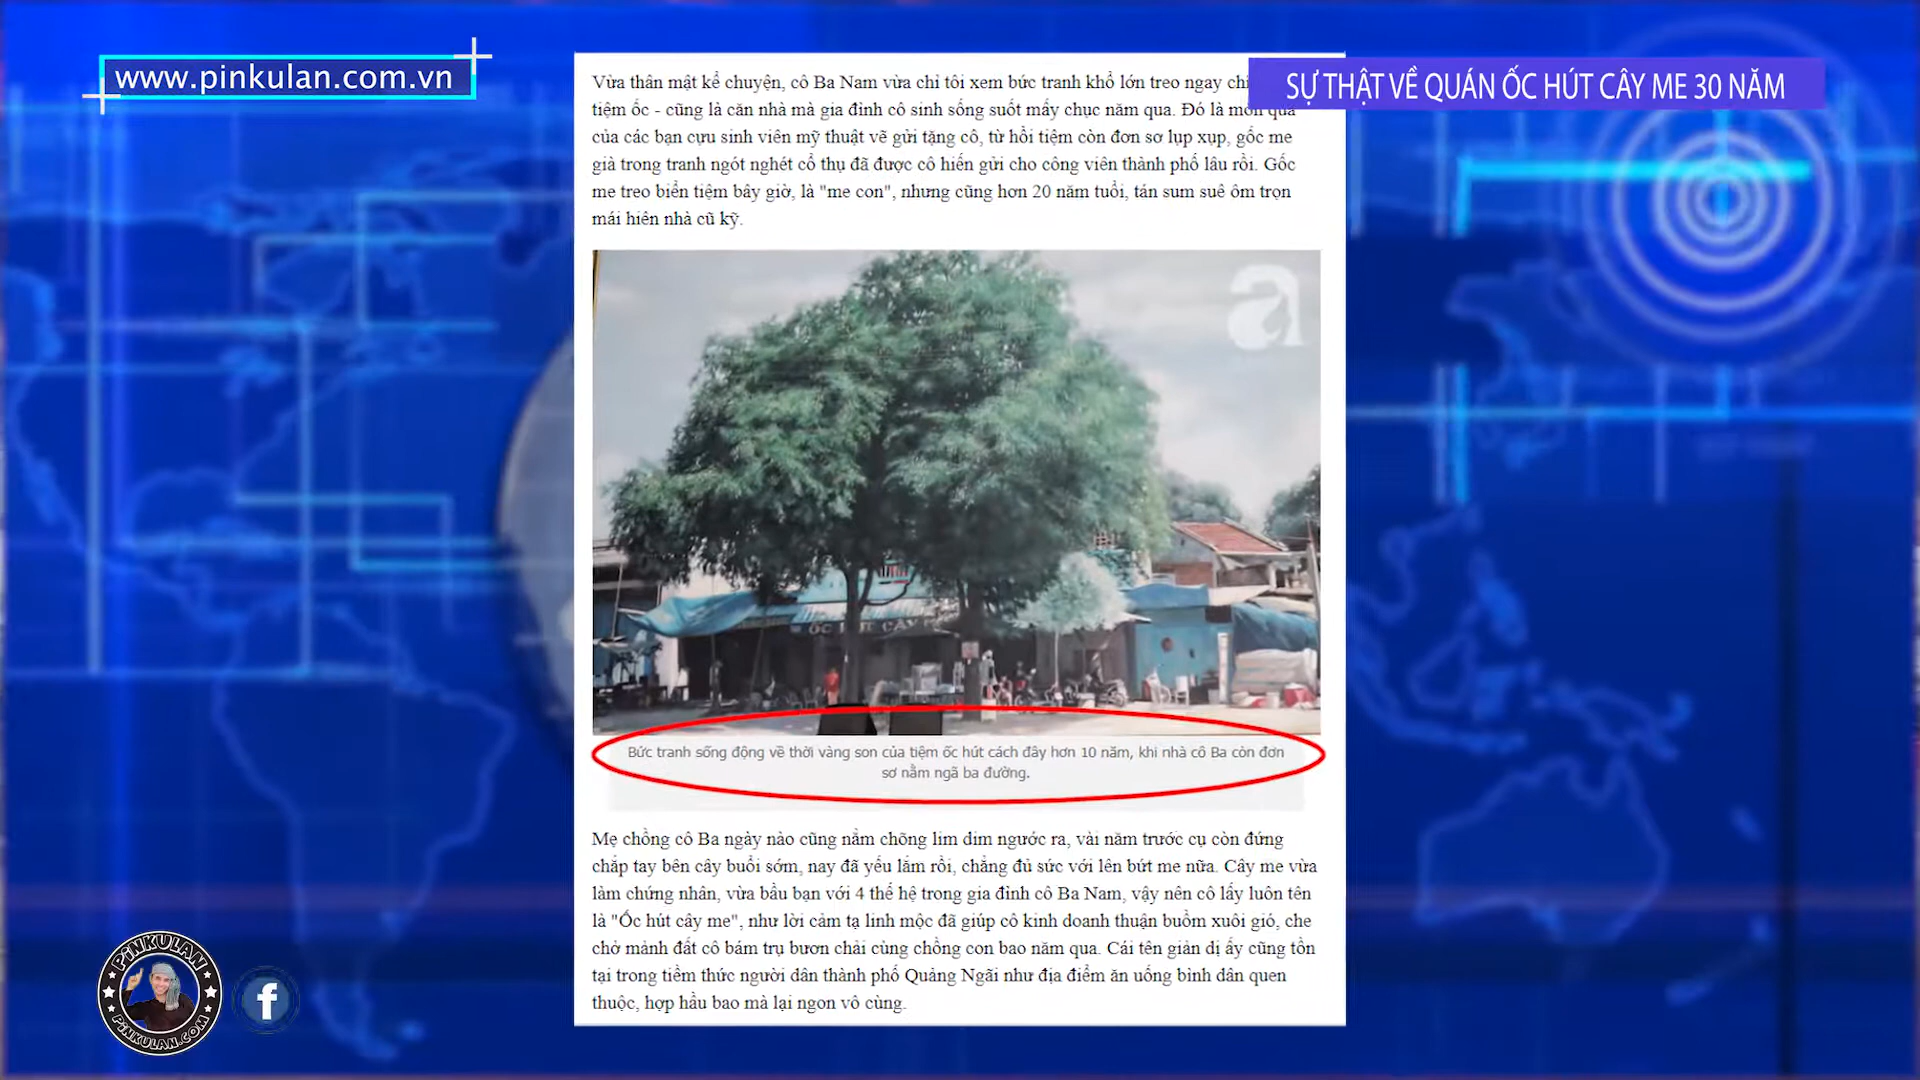 www.pinkulan.com.vn
SỰ THẬT VỀ QUÁN ỐC HÚT CÂY ME 30 NĂM
Vừa thân mật kể chuyện, cô Ba Nam vừa chỉ tôi xem bức tranh khổ lớn treo ngay
tiệm ốc - cũng là căn nhà mà gia đình cô sinh sống suốt mấy chục năm qua. Đó là món quà
của các bạn cựu sinh viên mỹ thuật vẽ gửi tặng cô, từ hồi tiệm còn đơn sơ lụp xụp, gốc me
già trong tranh ngót nghét cổ thụ đã được cô hiến gửi cho công viên thành phố lâu rồi. Gốc
me treo biển tiệm bây giờ, là "me con", nhưng cũng hơn 20 năm tuổi, tán sum suê ôm trọn
mái hiên nhà cũ kỹ.
a
Bức tranh sống động về thời vàng son của tiệm ốc hút cách đây hơn 10 năm, khi nhà cô Ba còn đơn
sơ nằm ngã ba đường.
Mẹ chồng cô Ba ngày nào cũng nằm chõng lim dim ngước ra, vài năm trước cụ còn đứng
chắp tay bên cây buổi sớm, nay đã yếu lắm rồi, chẳng đủ sức với lên bứt me nữa. Cây me vừa
làm chứng nhân, vừa bầu bạn với 4 thế hệ trong gia đình cô Ba Nam, vậy nên cô lấy luôn tên
là "Ốc hút cây me", như lời cảm tạ linh mộc đã giúp cô kinh doanh thuận buồm xuôi gió, che
chở mảnh đất cô bám trụ bươn chải cùng chồng con bao năm qua. Cái tên giản dị ấy cũng tồn
tại trong tiềm thức người dân thành phố Quảng Ngãi như địa điểm ăn uống bình dân quen
thuộc, hợp hầu bao mà lại ngon vô cùng.
PINKULAN
PINKULAN.COM
f